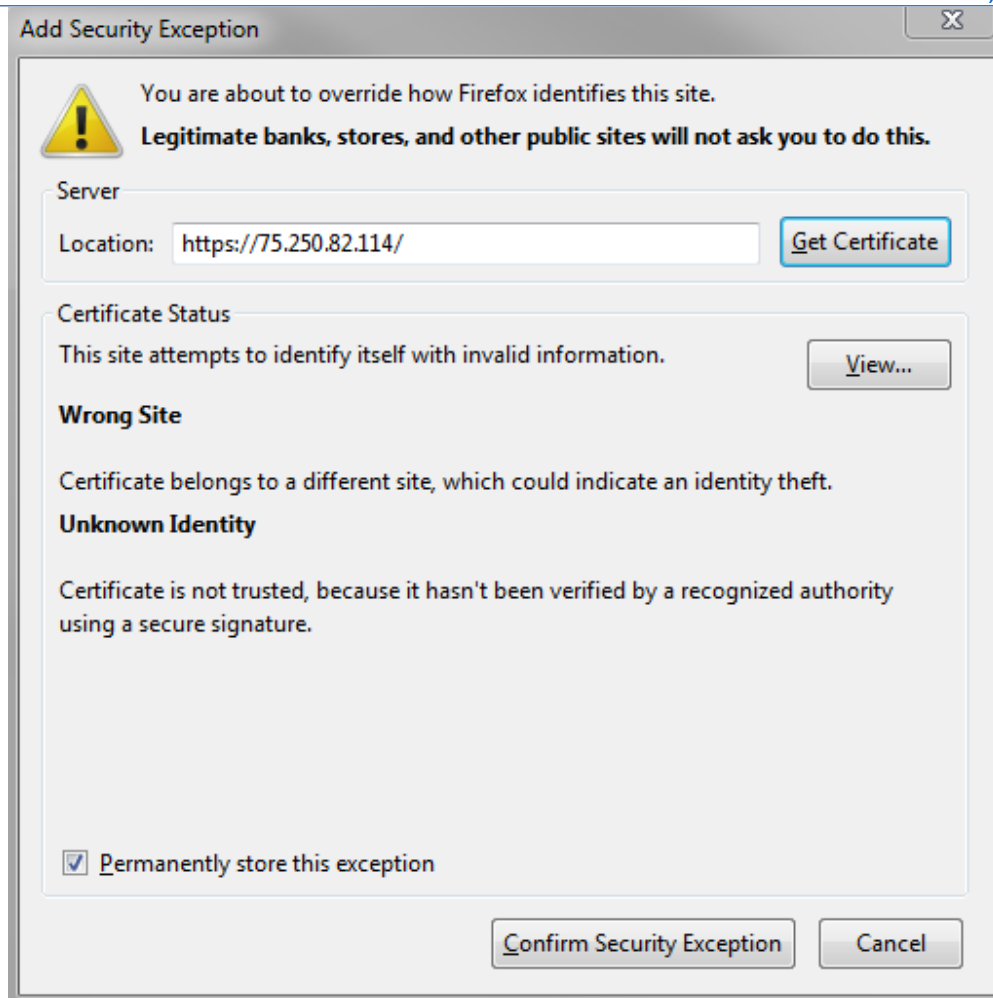 Add Security Exception
You are about to override how Firefox identifies this site.
Legitimate banks, stores, and other public sites will not ask you to do this.
Server
Location: https://75.250.82.114/ Get Certificate
Certificate Status
This site attempts to identify itself with invalid information. View...
Wrong Site
Certificate belongs to a different site, which could indicate an identity theft.
Unknown Identity
Certificate is not trusted, because it hasn't been verified by a recognized authority
using a secure signature.
Permanently store this exception
Confirm Security Exception Cancel